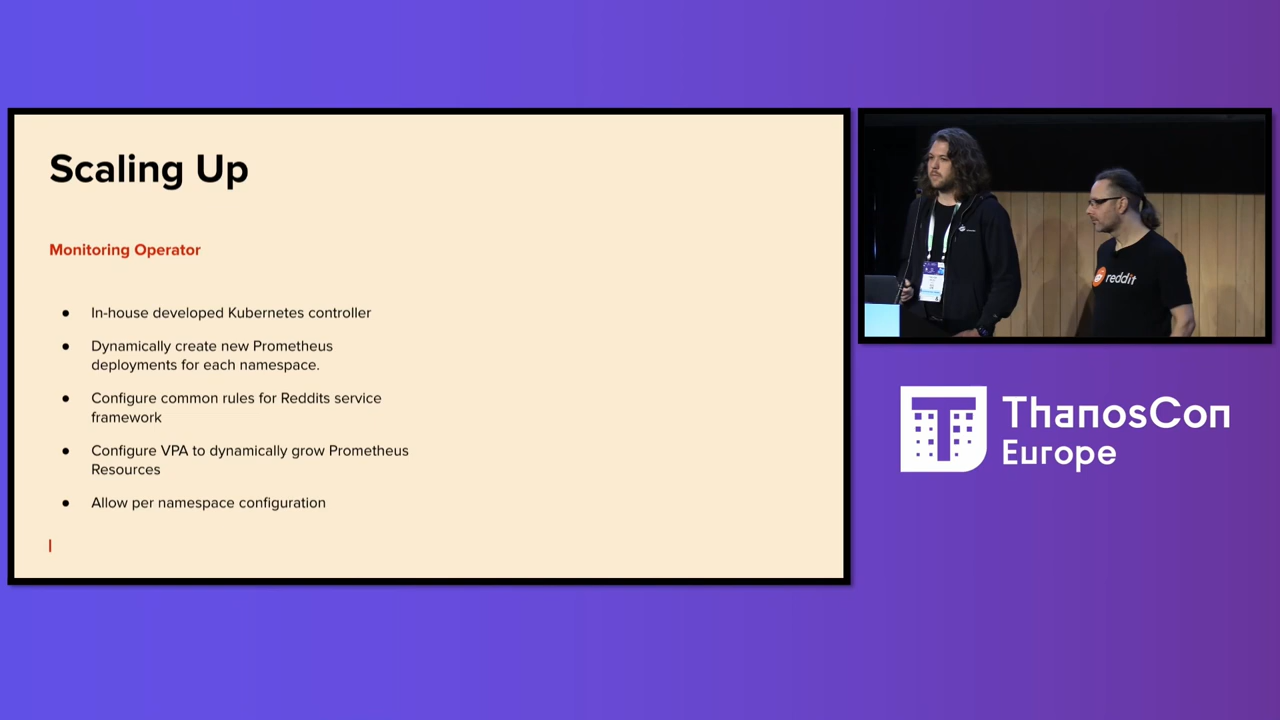 Scaling Up
Monitoring Operator
● In-house developed Kubernetes controller
● Dynamically create new Prometheus
deployments for each namespace.
● Configure common rules for Reddits service
framework
● Configure VPA to dynamically grow Prometheus
Resources
● Allow per namespace configuration
reddit
ThanosCon
Europe